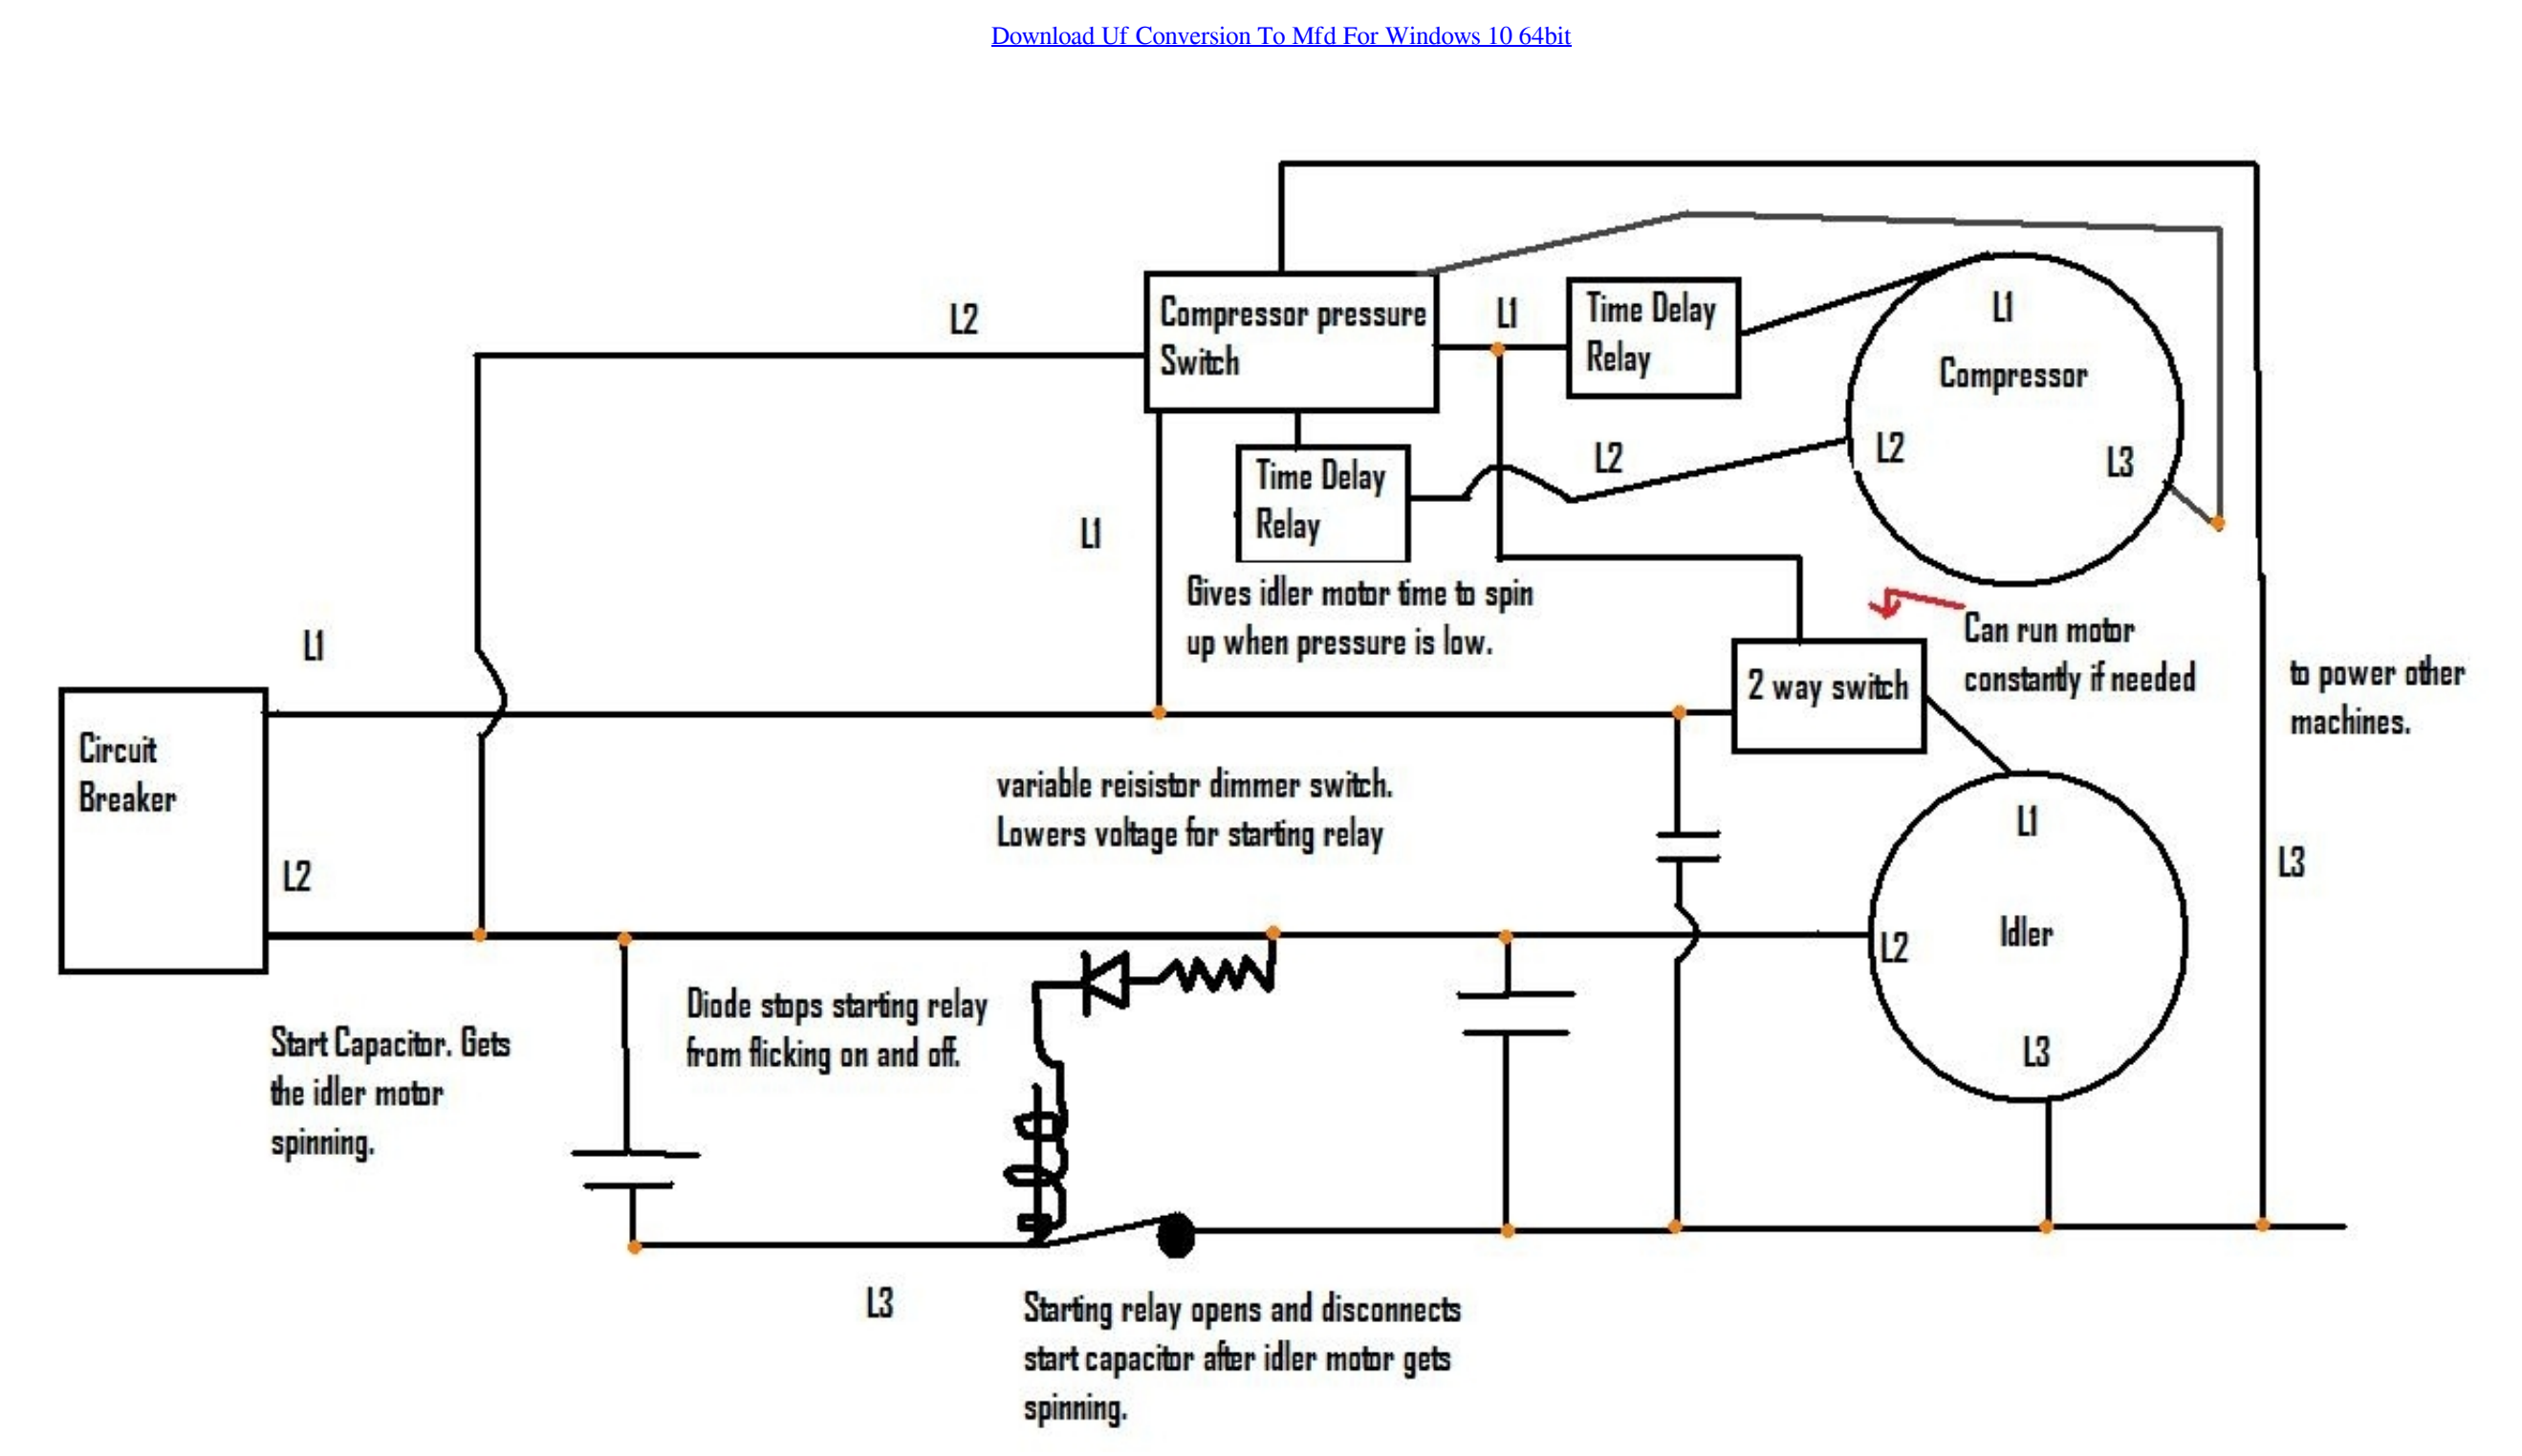 Download Uf Conversion To Mfd For Windows 10 64bit
L2
Compressor pressure
Switch
L1
Time Delay
Relay
L1
Compressor
L2
L3
L2
Time Delay
Relay
L1
Gives idler motor time to spin
up when pressure is low.
Can run motor
constantly if needed
L1
2 way switch
to power other
machines.
Circuit
Breaker
variable reisistor dimmer switch.
Lowers voltage for starting relay
L1
L2
L3
Idler
L2
L3
Diode stops starting relay
from flicking on and off.
Start Capacitor. Gets
the idler motor
spinning.
L3
Starting relay opens and disconnects
start capacitor after idler motor gets
spinning.